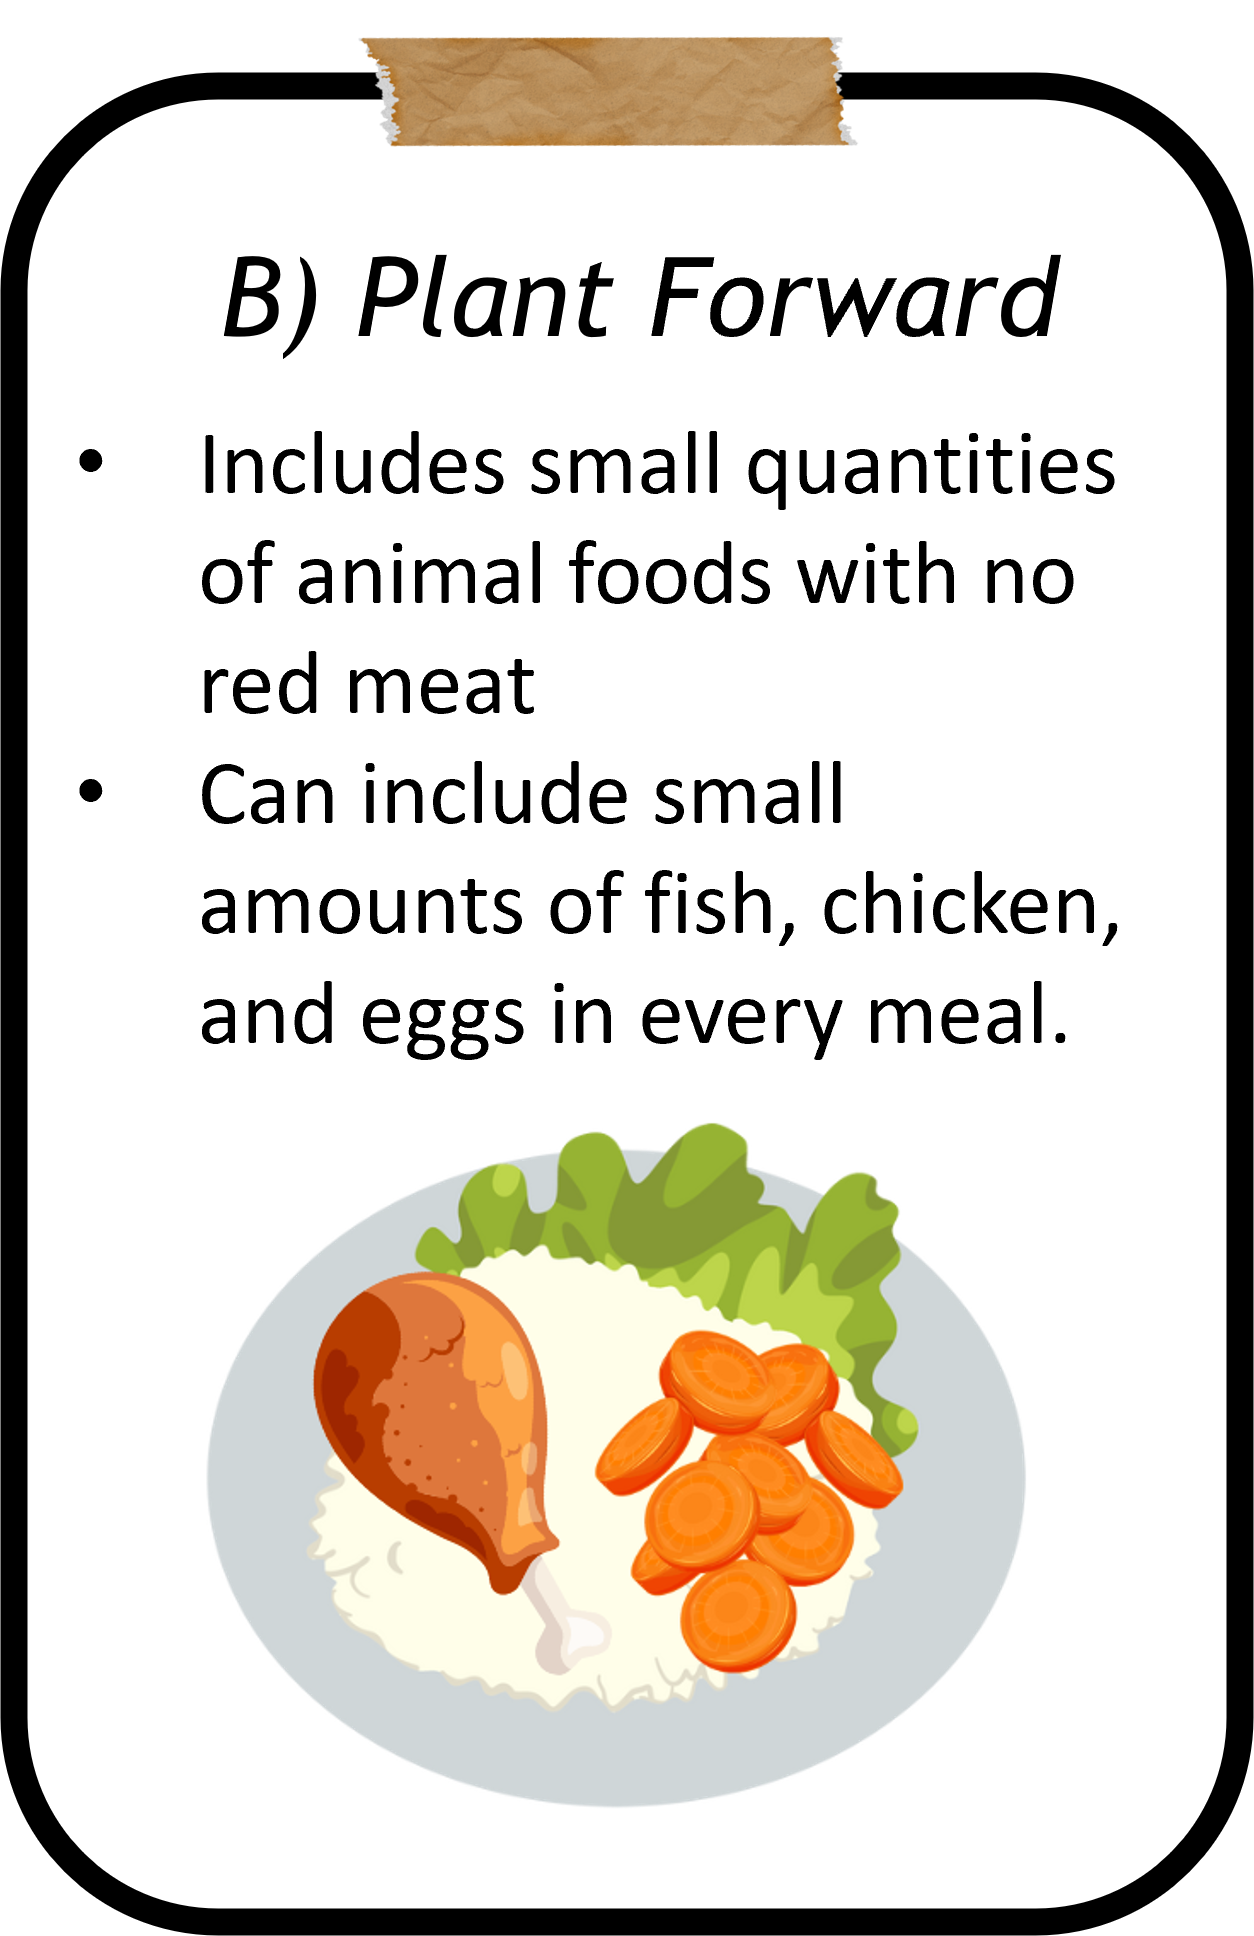 B) Plant Forward
• Includes small quantities
of animal foods with no
red meat
• Can include small
amounts of fish, chicken,
and eggs in every meal.